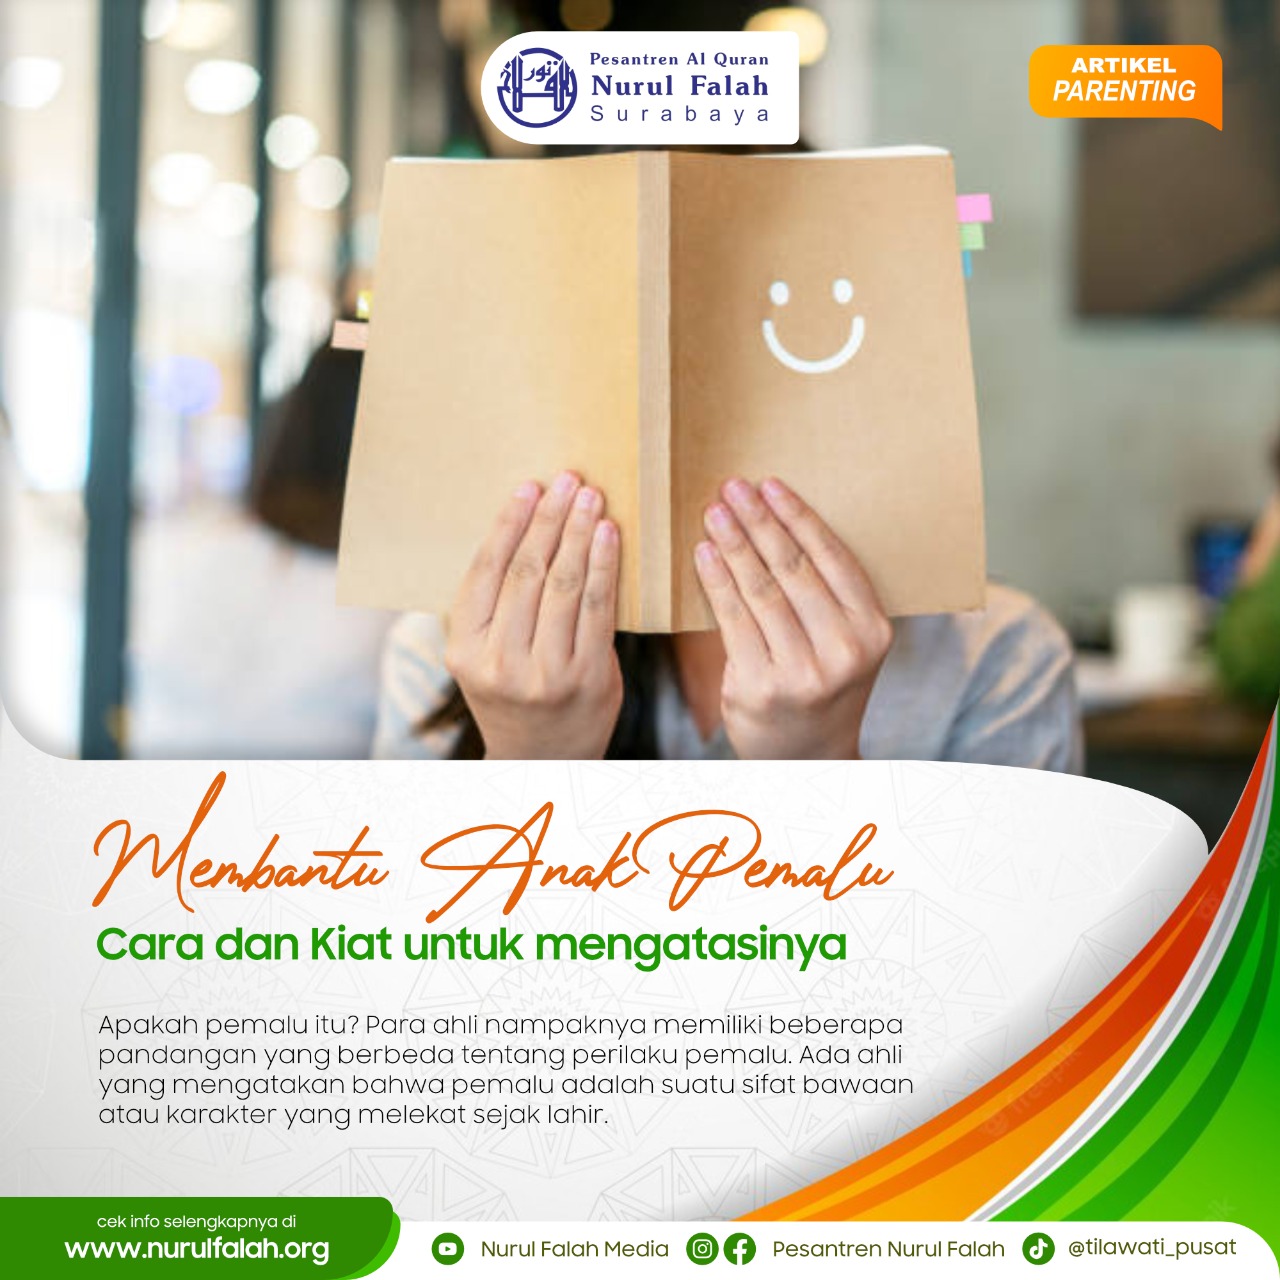 Pesantren Al Quran
Nurul Falah
Surabaya
ARTIKEL
PARENTING
Membantu Anak Pemalu
Cara dan Kiat untuk mengatasinya
Apakah pemalu itu? Para ahli nampaknya memiliki beberapa
pandangan yang berbeda tentang perilaku pemalu. Ada ahli
yang mengatakan bahwa pemalu adalah suatu sifat bawaan
atau karakter yang melekat sejak lahir.
cek info selengkapnya di
www.nurulfalah.org
Nurul Falah Media
Pesantren Nurul Falah
@tilawati_pusat